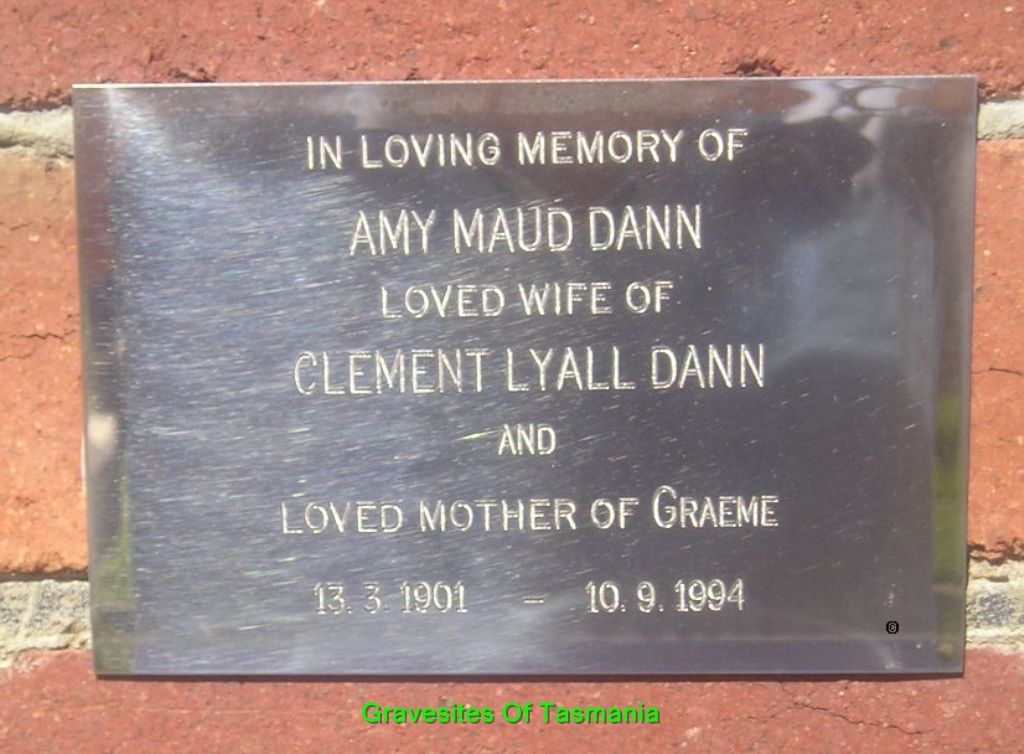 IN LOVING MEMORY OF
AMY MAUD DANN
LOVED WIFE OF
CLEMENT LYALL DANN
AND
LOVED MOTHER OF GRAEME
13. 3. 1901 – 10. 9. 1994
©
Gravesites Of Tasmania